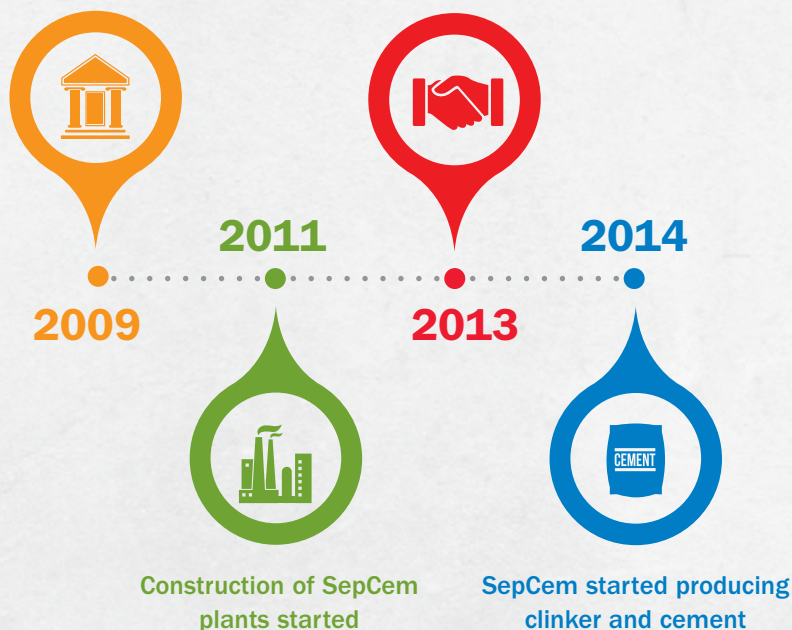 2011
2014
2009
2013
CEMENT
Construction of SepCem
plants started
SepCem started producing
clinker and cement